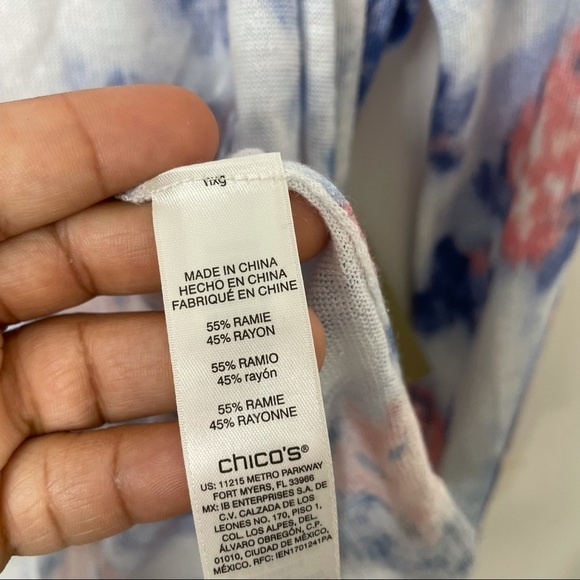 MADE IN CHINA
HECHO EN CHINA
FABRIQUÉ EN CHINE
55% RAMIE
45% RAYON
55% RAMIO
45% rayón
55% RAMIE
45% RAYONNE
chico's®
US: 11215 METRO PARKWAY
FORT MYERS, FL 33966
MX: IB ENTERPRISES S.A. DE
C.V. CALZADA DE LOS
LEONES NO. 170, PISO 1,
COL. LOS ALPES, DEL.
ÁLVARO OBREGÓN, C.P.
01010, CIUDAD DE MÉXICO,
MÉXICO. RFC: IEN1701241PA